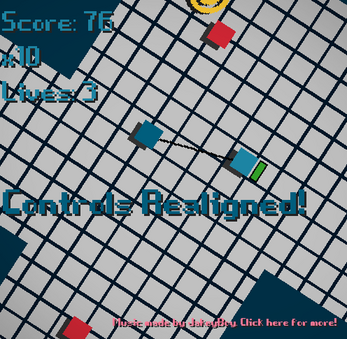 Score: 76
x10
Lives: 3
Controls Realigned!
Music made by JakeyBoy. Click here for more!